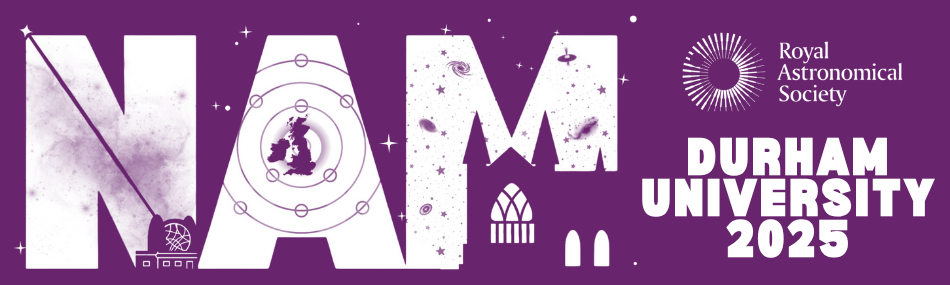 NAM
Royal
Astronomical
Society
DURHAM
UNIVERSITY
2025